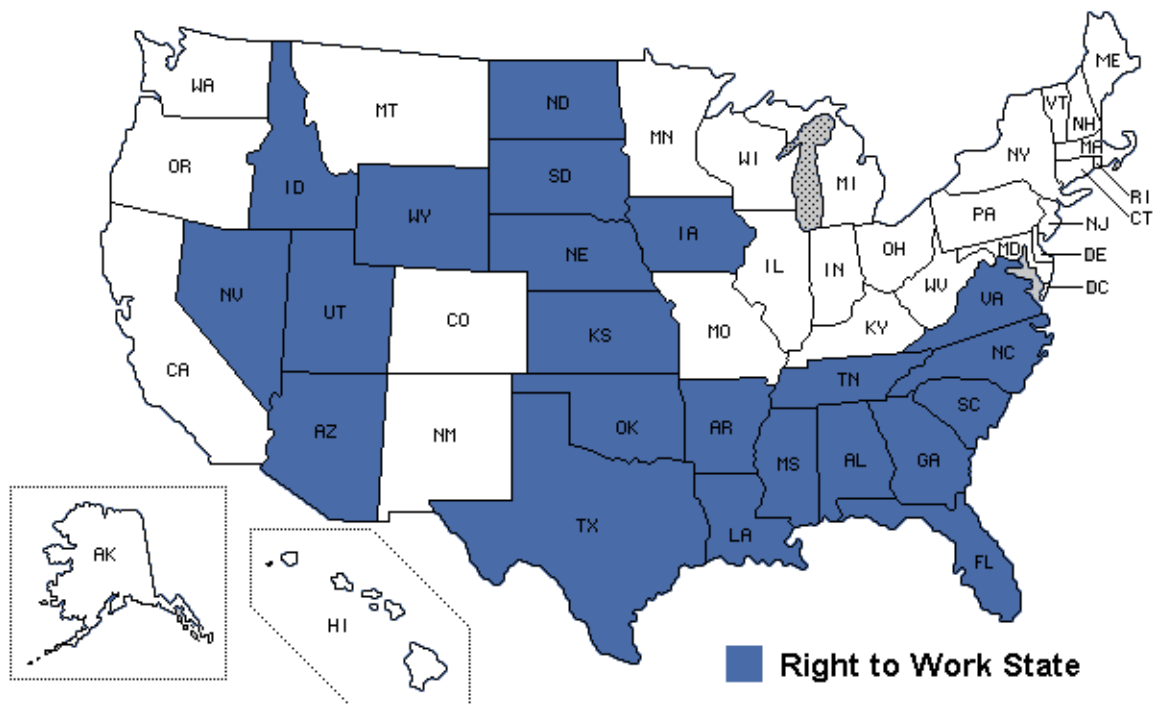 ME
WA
VT
MT
ND
NH
MN
MA
OR
WI
NY
ID
SD
MI
RI
WY
PA
CT
NJ
IA
OH
NE
MD
DE
IL
IN
NV
WV
DC
UT
VA
CO
KS
MO
KY
CA
NC
TN
SC
AZ
OK
AR
NM
MS
AL
GA
TX
LA
AK
FL
HI
Right to Work State